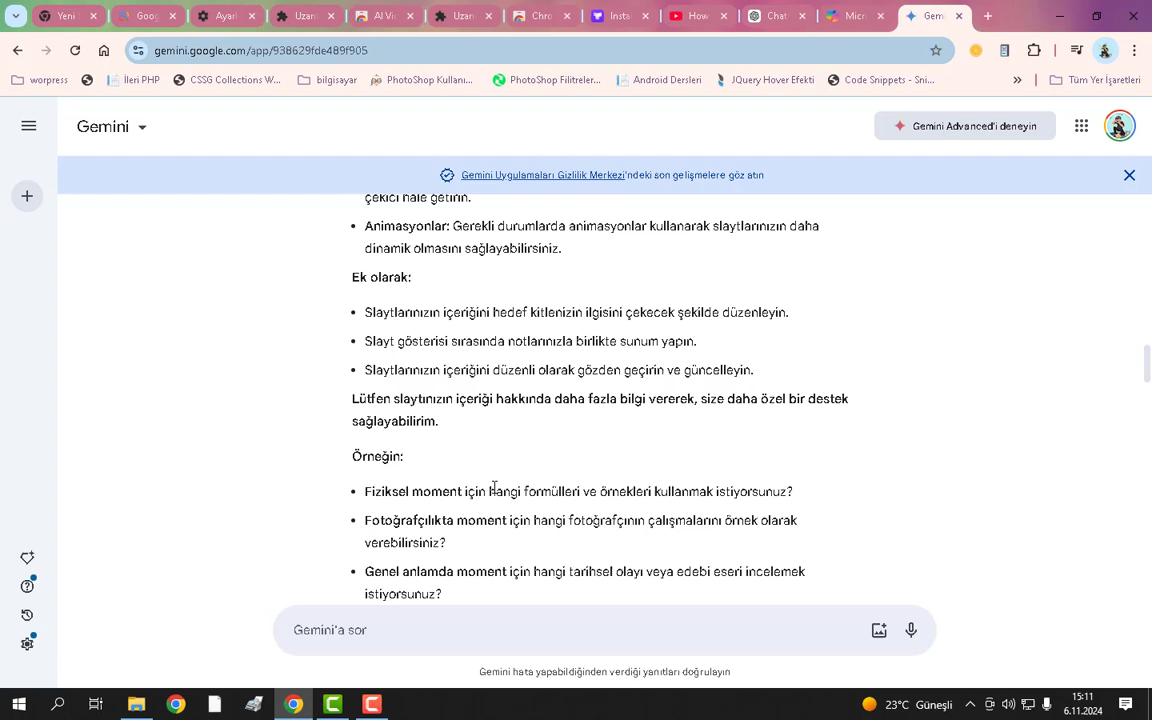 Yeni
Goog
Ayarl
Uzan
AI Vi
Uzan
Chro
Insta
How
Chat
Micr
Gem
gemini.google.com/app/938629fde489f905
worpress
İleri PHP
CSSG Collections W...
bilgisayar
PhotoShop Kullanı...
PhotoShop Filitreler...
Android Dersleri
JQuery Hover Efekti
Code Snippets - Sni...
Tüm Yer İşaretleri
Gemini
Gemini Advanced'i deneyin
Gemini Uygulamaları Gizlilik Merkezi'ndeki son gelişmelere göz atın
çekici hale getirin.
• Animasyonlar: Gerekli durumlarda animasyonlar kullanarak slaytlarınızın daha
dinamik olmasını sağlayabilirsiniz.
Ek olarak:
• Slaytlarınızın içeriğini hedef kitlenizin ilgisini çekecek şekilde düzenleyin.
• Slayt gösterisi sırasında notlarınızla birlikte sunum yapın.
• Slaytlarınızın içeriğini düzenli olarak gözden geçirin ve güncelleyin.
Lütfen slaytınızın içeriği hakkında daha fazla bilgi vererek, size daha özel bir destek
sağlayabilirim.
Örneğin:
• Fiziksel moment için hangi formülleri ve örnekleri kullanmak istiyorsunuz?
• Fotoğrafçılıkta moment için hangi fotoğrafçının çalışmalarını örnek olarak
verebilirsiniz?
• Genel anlamda moment için hangi tarihsel olayı veya edebi eseri incelemek
istiyorsunuz?
Gemini'a sor
Gemini hata yapabildiğinden verdiği yanıtları doğrulayın
23°C Güneşli
15:11
6.11.2024